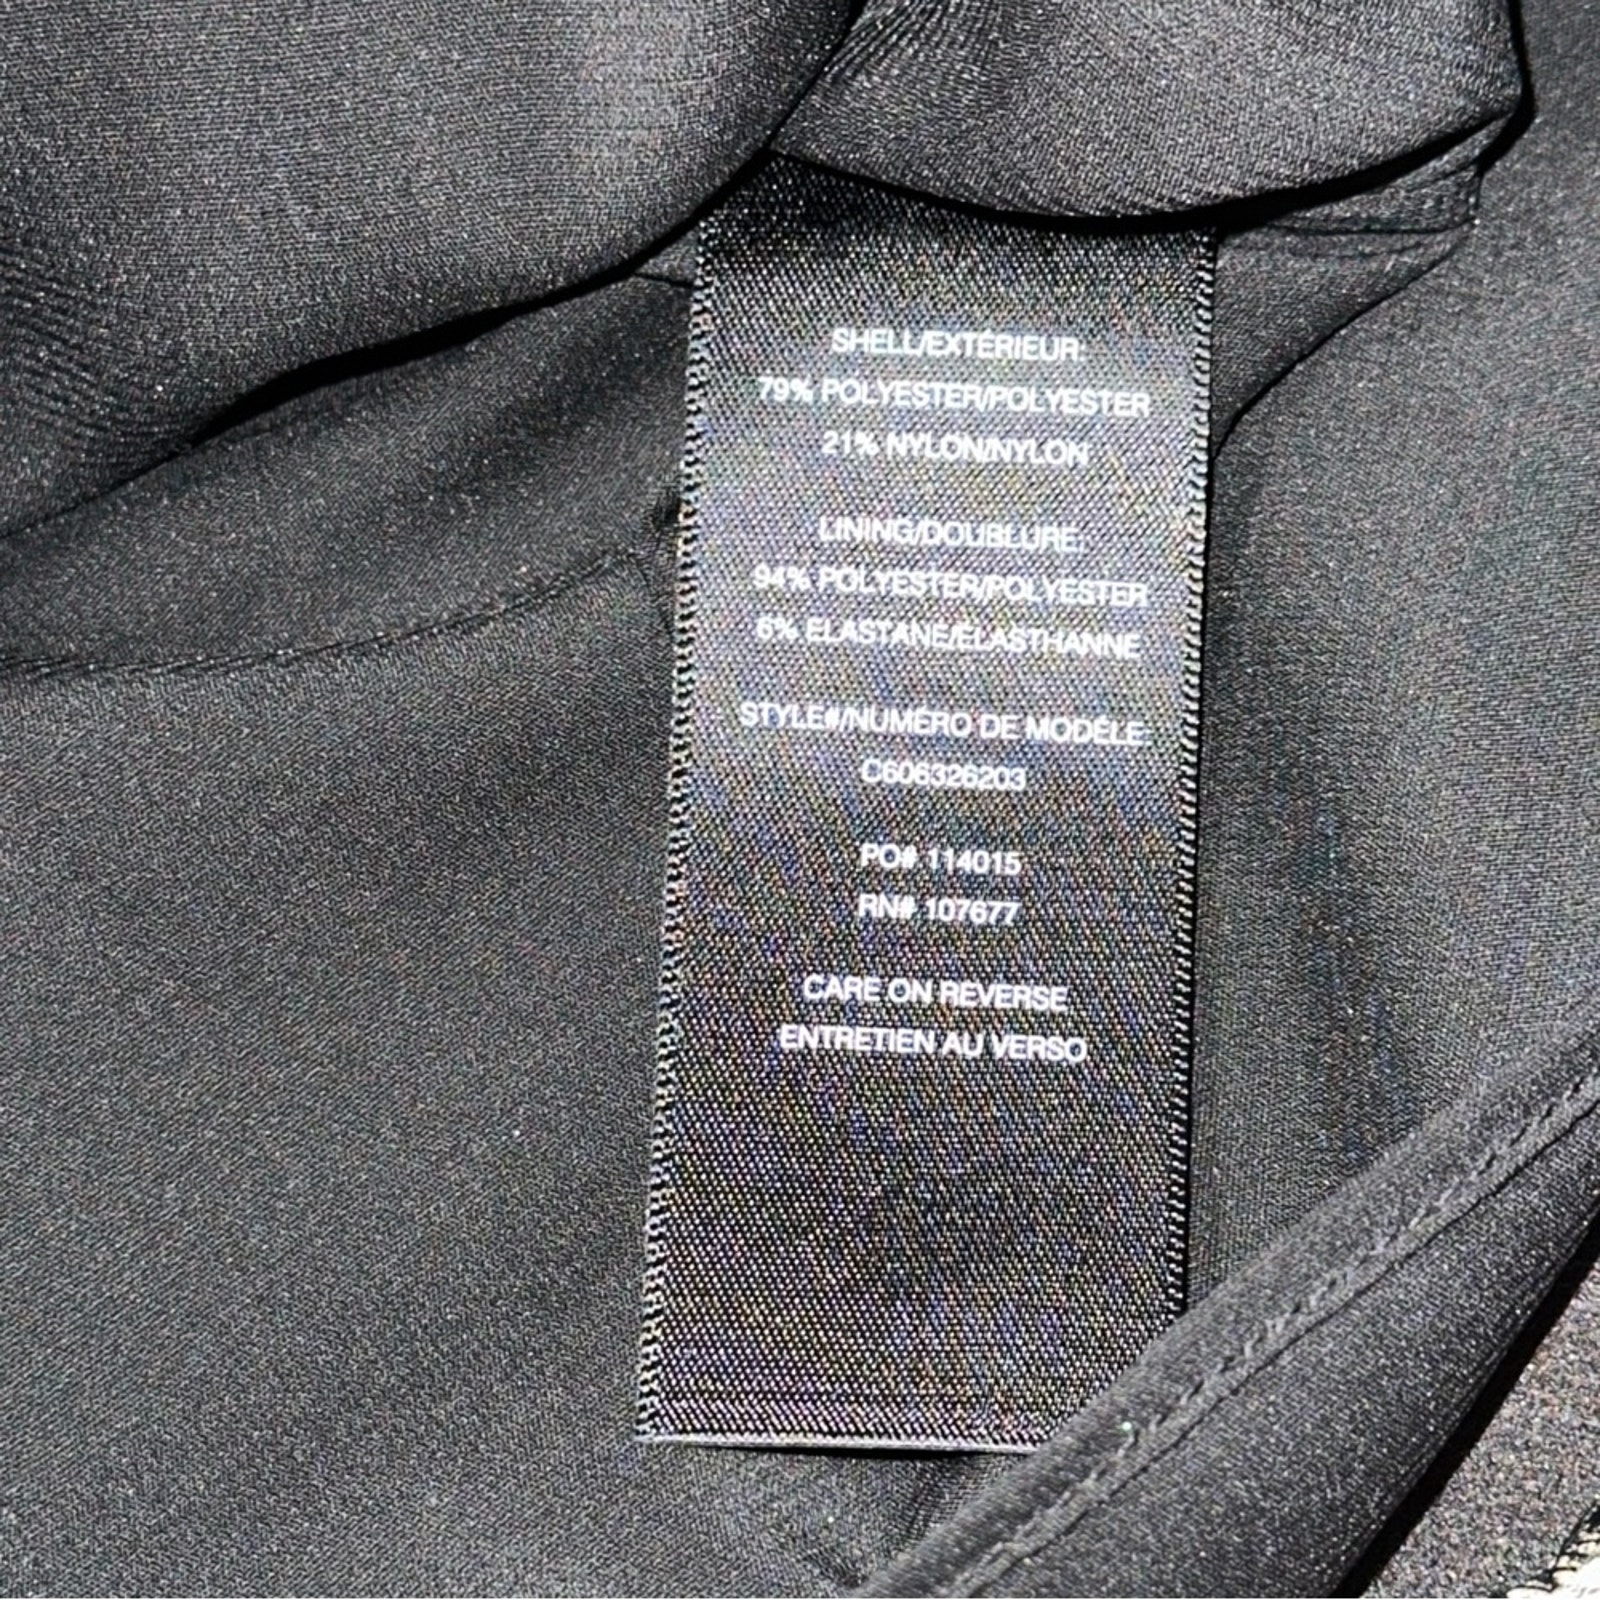 SHELL/EXTÉRIEUR:
79% POLYESTER/POLYESTER
21% NYLON/NYLON
LINING/DOUBLURE:
94% POLYESTER/POLYESTER
6% ELASTANE/ÉLASTHANNE
STYLE#/NUMÉRO DE MODÈLE:
C606326203
PO# 114015
RN# 107677
CARE ON REVERSE
ENTRETIEN AU VERSO